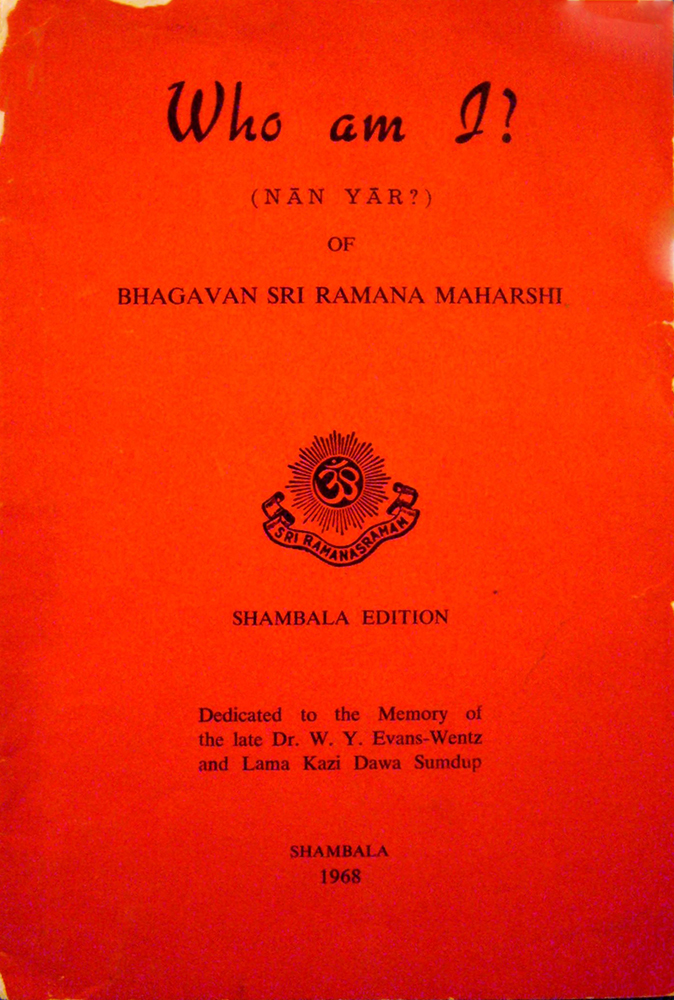 Who am I?
(NĀN YĀR?)
OF
BHAGAVAN SRI RAMANA MAHARSHI
ॐ
SRI RAMANASRAMAM
SHAMBALA EDITION
Dedicated to the Memory of
the late Dr. W. Y. Evans-Wentz
and Lama Kazi Dawa Sumdup
SHAMBALA
1968